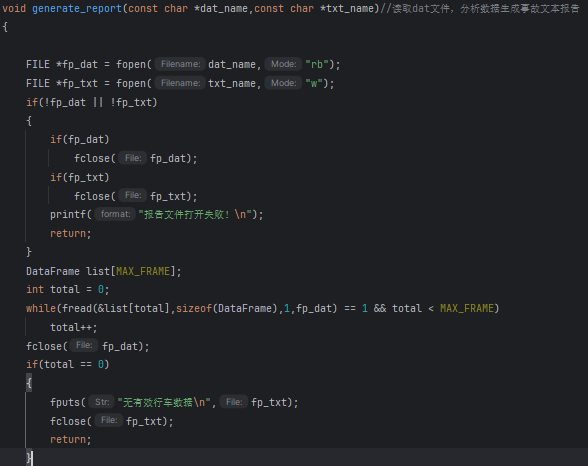 void generate_report(const char *dat_name,const char *txt_name)//读取dat文件，分析数据生成事故文本报告
{
FILE *fp_dat = fopen( Filename: dat_name, Mode: "rb");
FILE *fp_txt = fopen( Filename: txt_name, Mode: "w");
if(!fp_dat || !fp_txt)
{
if(fp_dat)
fclose( File: fp_dat);
if(fp_txt)
fclose( File: fp_txt);
printf( format: "报告文件打开失败！\n");
return;
}
DataFrame list[MAX_FRAME];
int total = 0;
while(fread(&list[total],sizeof(DataFrame),1,fp_dat) == 1 && total < MAX_FRAME)
total++;
fclose( File: fp_dat);
if(total == 0)
{
fputs( Str: "无有效行车数据\n", File: fp_txt);
fclose( File: fp_txt);
return;
}